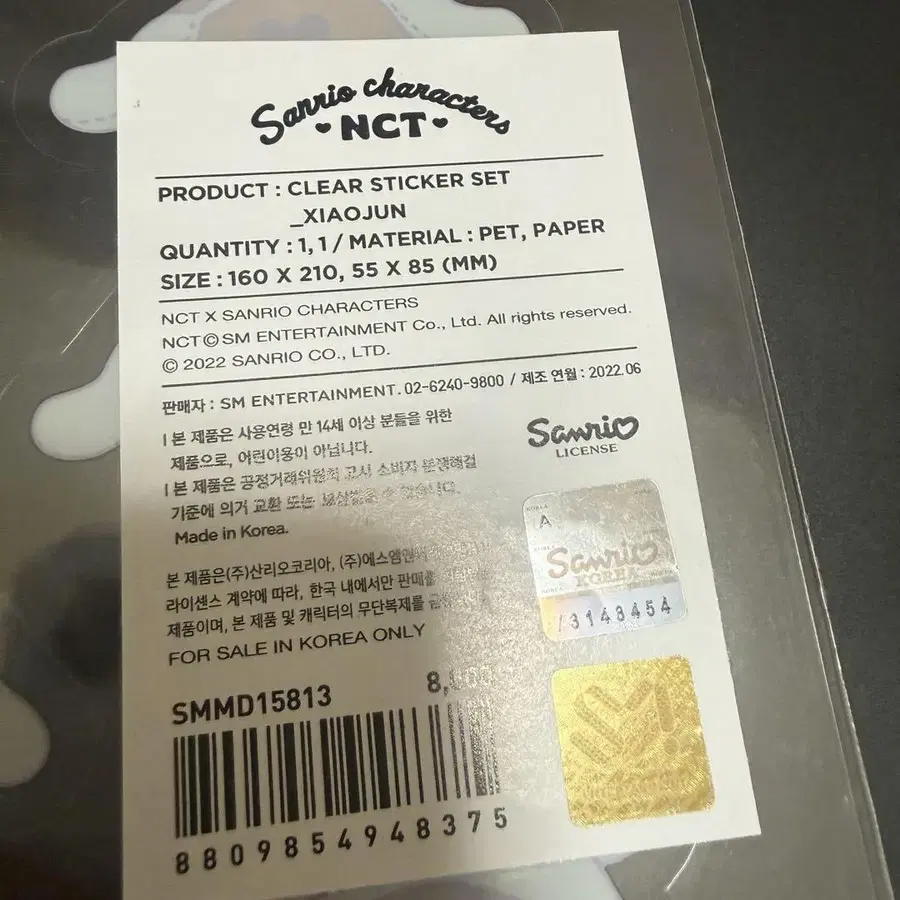 Sanrio characters
NCT
PRODUCT : CLEAR STICKER SET
_XIAOJUN
QUANTITY : 1, 1 / MATERIAL : PET, PAPER
SIZE : 160 X 210, 55 X 85 (MM)
NCT X SANRIO CHARACTERS
NCT © SM ENTERTAINMENT Co., Ltd. All rights reserved.
© 2022 SANRIO CO., LTD.
판매자 : SM ENTERTAINMENT. 02-6240-9800 / 제조 연월 : 2022.06
| 본 제품은 사용연령 만 14세 이상 분들을 위한
제품으로, 어린이용이 아닙니다.
| 본 제품은 공정거래위원회 고시 소비자 분쟁해결
기준에 의거 교환 또는 보상받을 수 있습니다.
Made in Korea.
Sanrio
LICENSE
KOREA
A
Sanrio
KOREA
3143454
본 제품은(주)산리오코리아, (주)에스엠엔
라이센스 계약에 따라, 한국 내에서만 판매
제품이며, 본 제품 및 캐릭터의 무단복제를
FOR SALE IN KOREA ONLY
SMMD15813
8809854948375